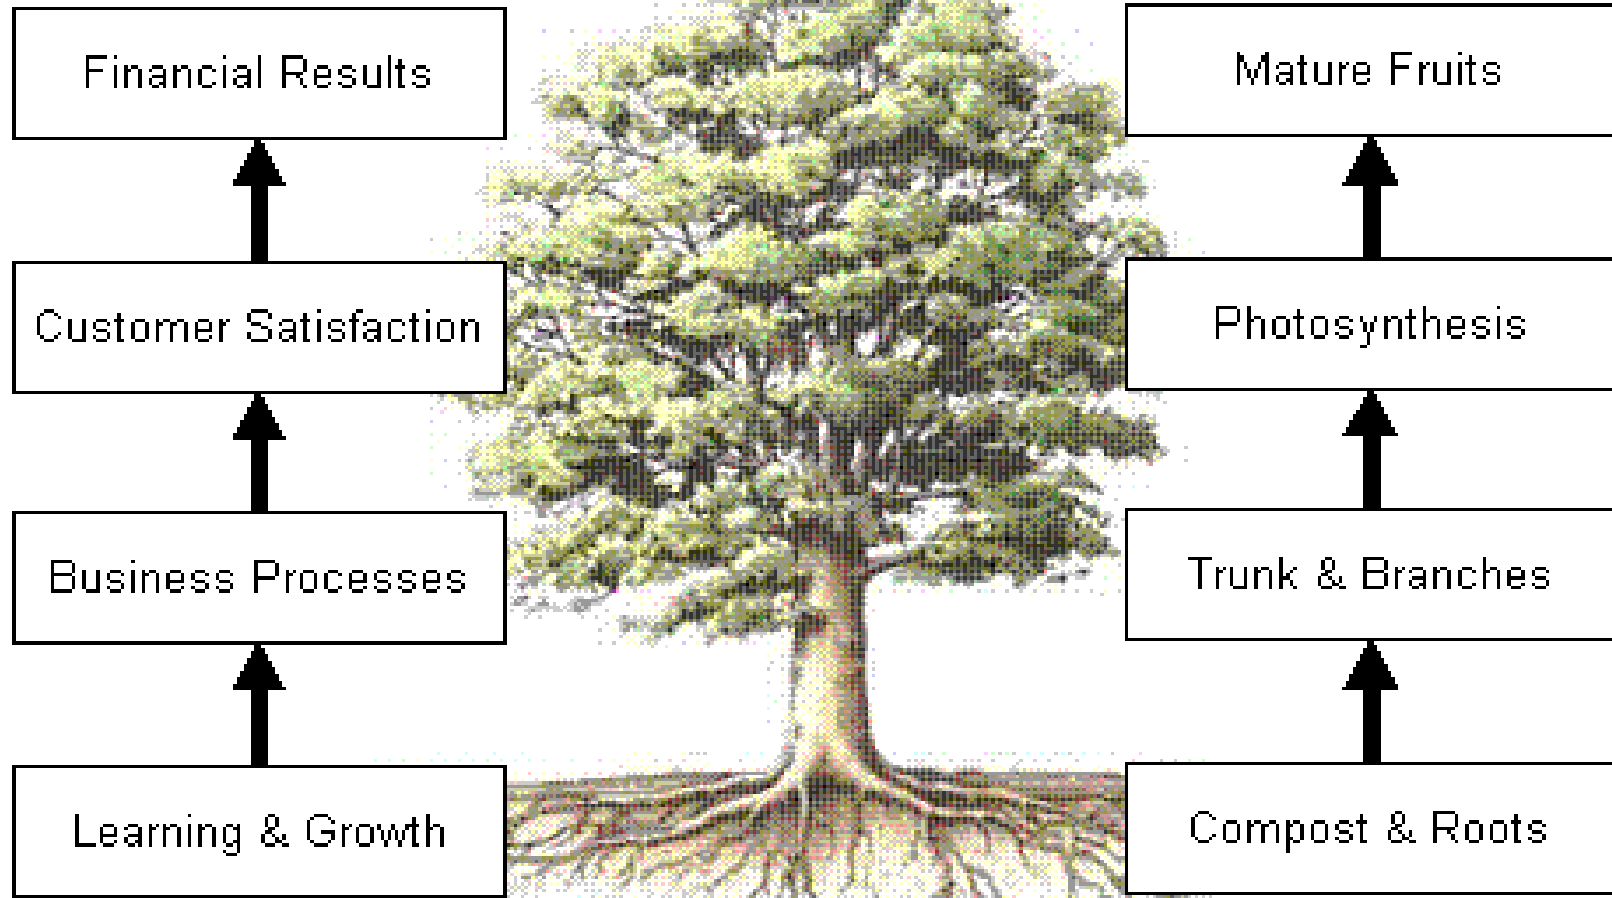 Financial Results
Customer Satisfaction
Business Processes
Learning & Growth
Mature Fruits
Photosynthesis
Trunk & Branches
Compost & Roots